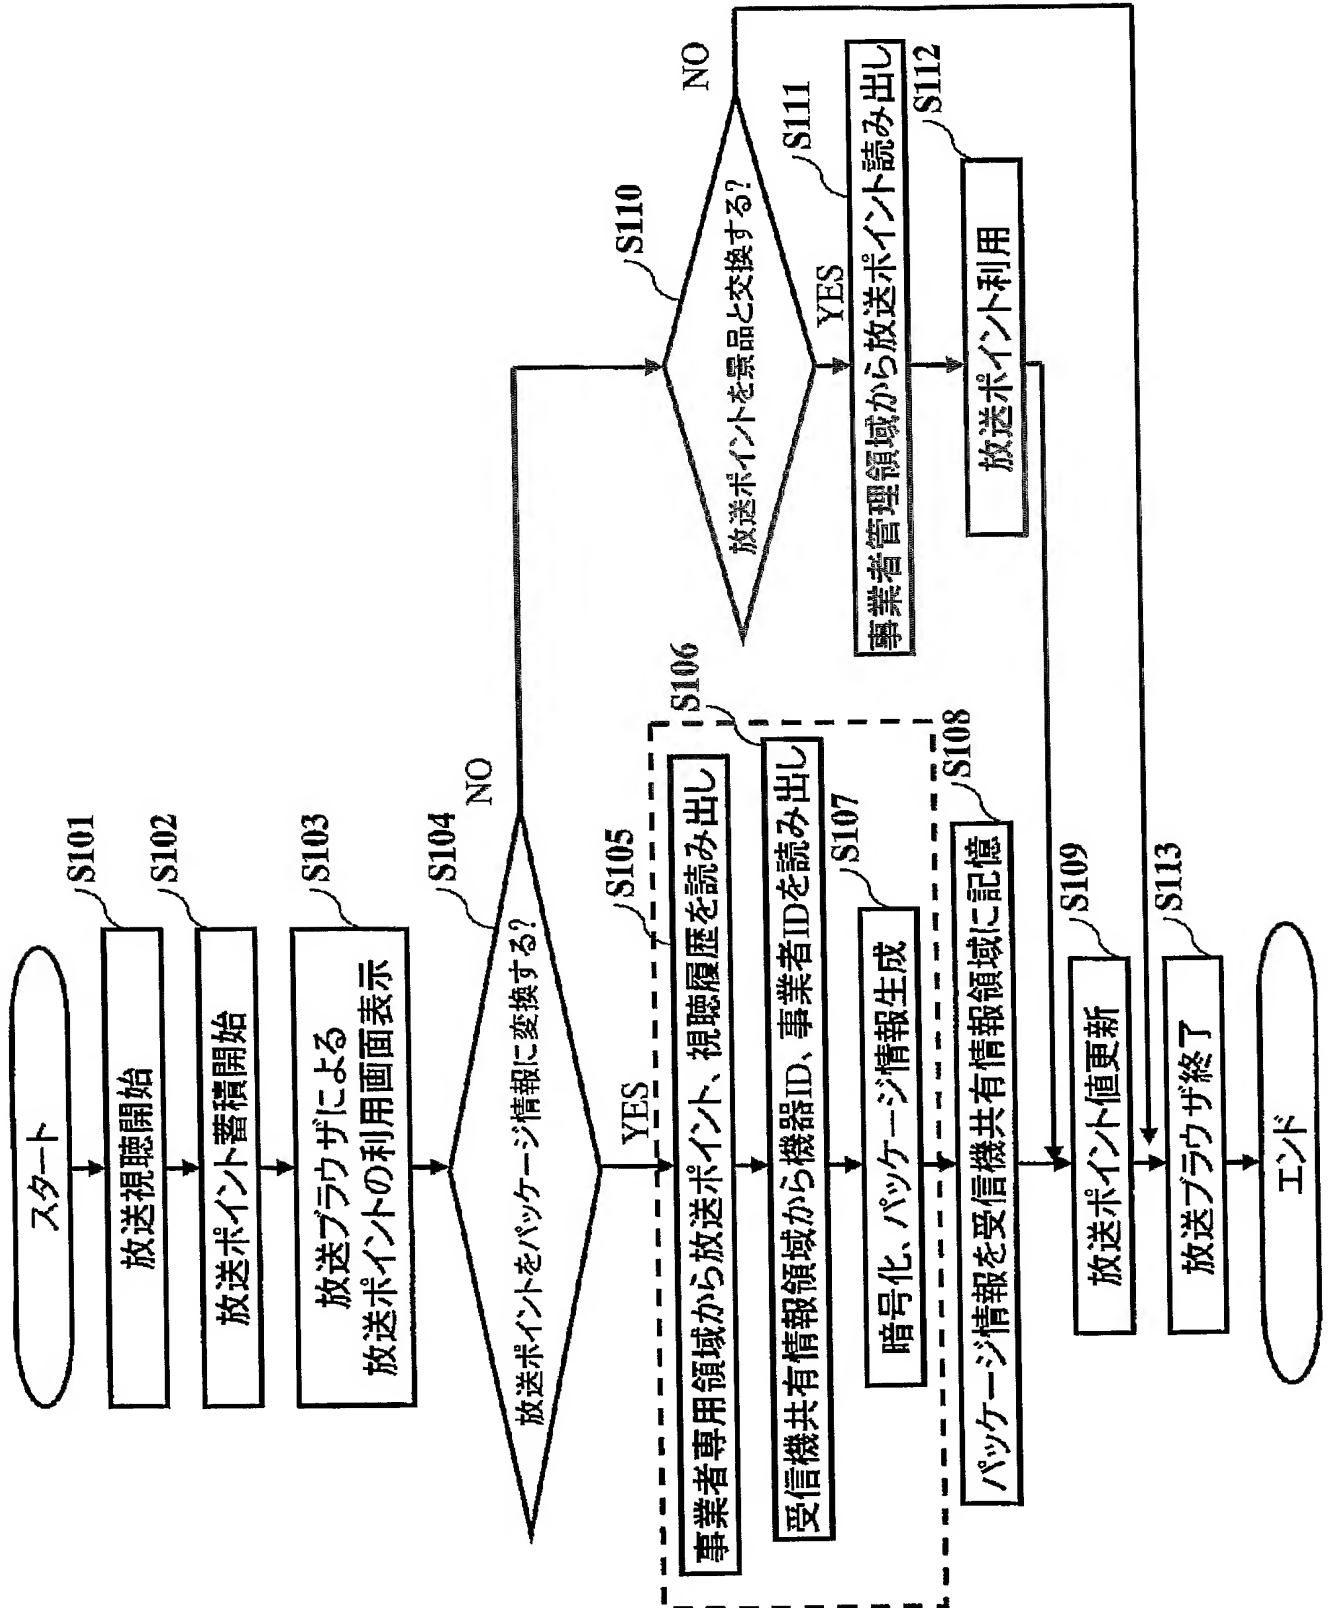 スタート
S101
放送視聴開始
S102
放送ポイント蓄積開始
S103
放送ブラウザによる
放送ポイントの利用画面表示
S104
放送ポイントをパッケージ情報に変換する?
NO
YES
S105
事業者専用領域から放送ポイント、視聴履歴を読み出し
S106
受信機共有情報領域から機器ID、事業者IDを読み出し
S107
暗号化、パッケージ情報生成
S108
パッケージ情報を受信機共有情報領域に記憶
S109
放送ポイント値更新
S113
放送ブラウザ終了
エンド
S110
放送ポイントを景品と交換する?
NO
YES
S111
事業者管理領域から放送ポイント読み出し
S112
放送ポイント利用